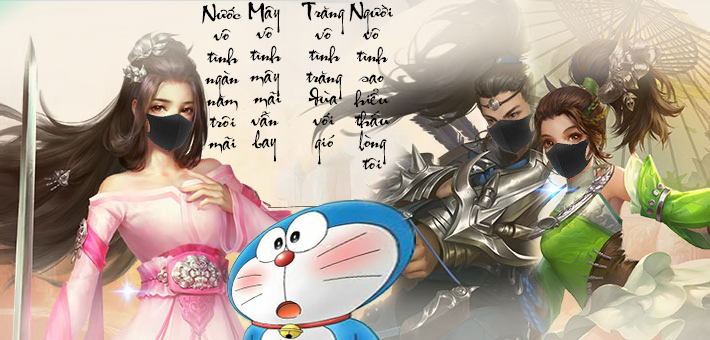 Nước vô tình ngàn năm trôi mãi
Mây vô tình mây mãi vẫn bay
Trăng vô tình trăng đùa với gió
Người vô tình sao hiểu thấu lòng tôi